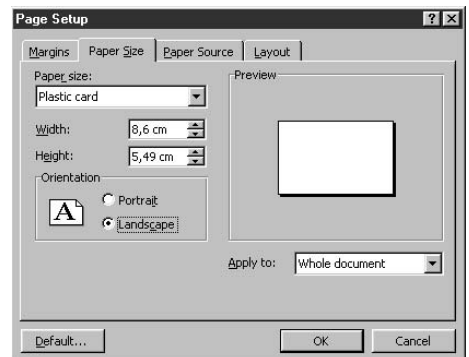 Page Setup
Margins Paper Size Paper Source Layout
Paper size:
Plastic card
Width: 8,6 cm
Height: 5,49 cm
Orientation
A
Portrait
Landscape
Preview
Apply to: Whole document
Default... OK Cancel